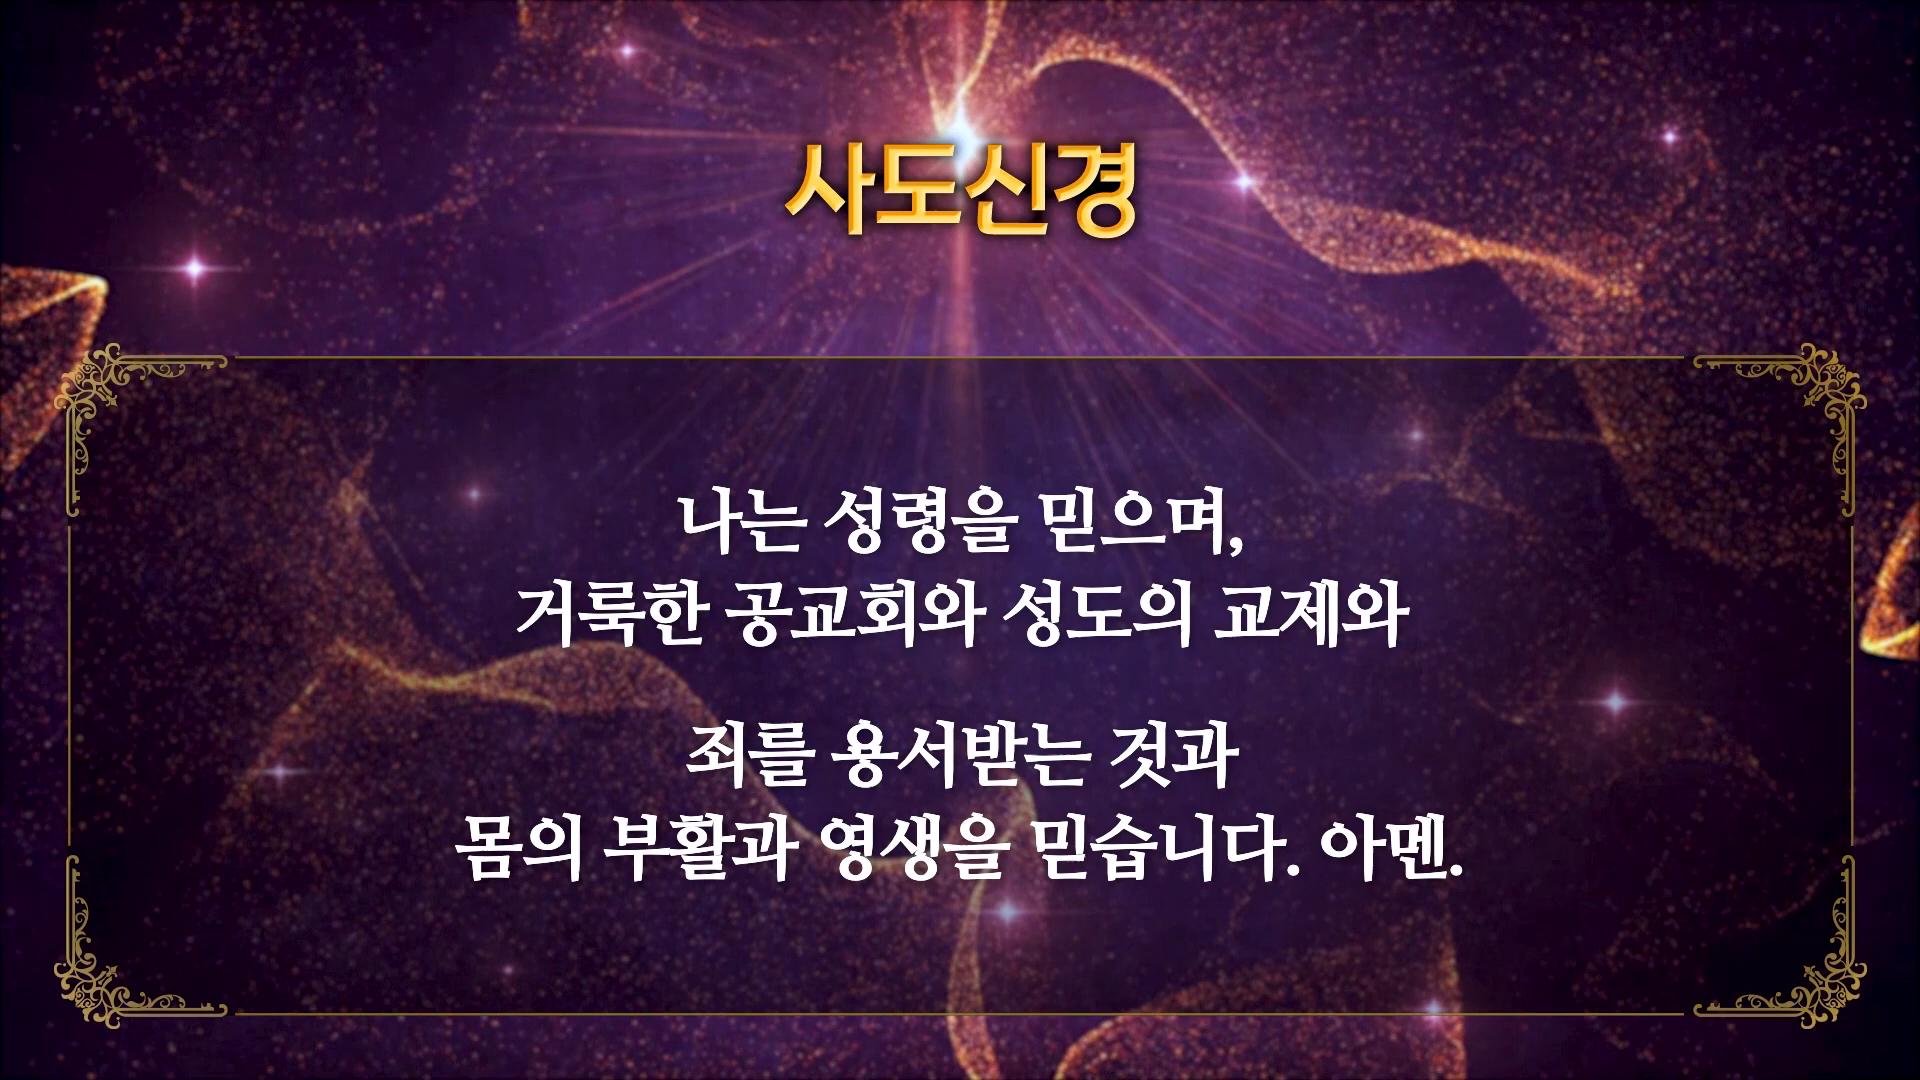 사도신경
나는 성령을 믿으며,
거룩한 공교회와 성도의 교제와
죄를 용서받는 것과
몸의 부활과 영생을 믿습니다. 아멘.